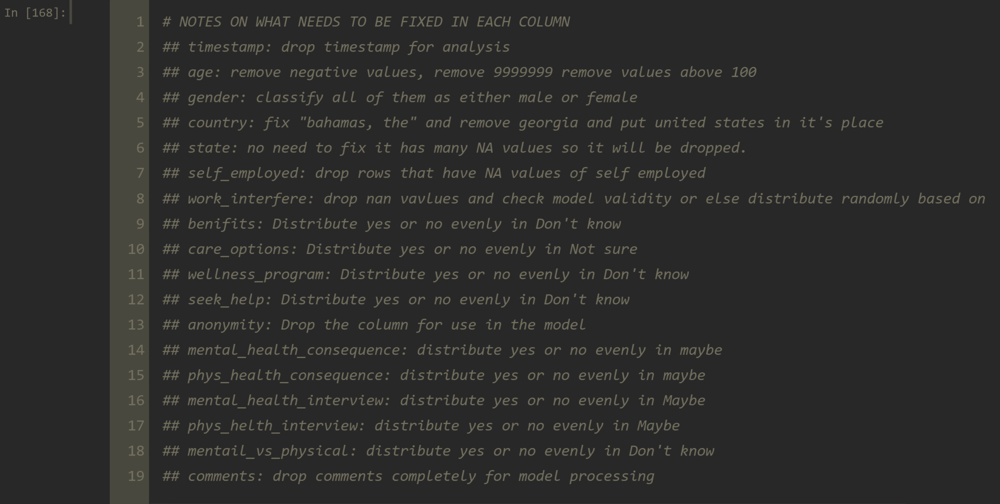 In [168]:
1 # NOTES ON WHAT NEEDS TO BE FIXED IN EACH COLUMN
2 ## timestamp: drop timestamp for analysis
3 ## age: remove negative values, remove 9999999 remove values above 100
4 ## gender: classify all of them as either male or female
5 ## country: fix "bahamas, the" and remove georgia and put united states in it's place
6 ## state: no need to fix it has many NA values so it will be dropped.
7 ## self_employed: drop rows that have NA values of self employed
8 ## work_interfere: drop nan vavlues and check model validity or else distribute randomly based on
9 ## benifits: Distribute yes or no evenly in Don't know
10 ## care_options: Distribute yes or no evenly in Not sure
11 ## wellness_program: Distribute yes or no evenly in Don't know
12 ## seek_help: Distribute yes or no evenly in Don't know
13 ## anonymity: Drop the column for use in the model
14 ## mental_health_consequence: distribute yes or no evenly in maybe
15 ## phys_health_consequence: distribute yes or no evenly in maybe
16 ## mental_health_interview: distribute yes or no evenly in Maybe
17 ## phys_helth_interview: distribute yes or no evenly in Maybe
18 ## mentail_vs_physical: distribute yes or no evenly in Don't know
19 ## comments: drop comments completely for model processing